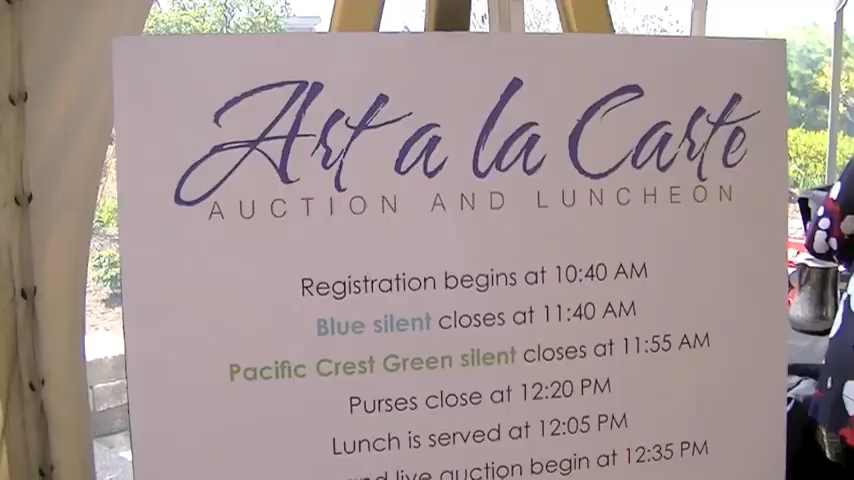 Art a la Carte
AUCTION AND LUNCHEON
Registration begins at 10:40 AM
Blue silent closes at 11:40 AM
Pacific Crest Green silent closes at 11:55 AM
Purses close at 12:20 PM
Lunch is served at 12:05 PM
and live auction begin at 12:35 PM